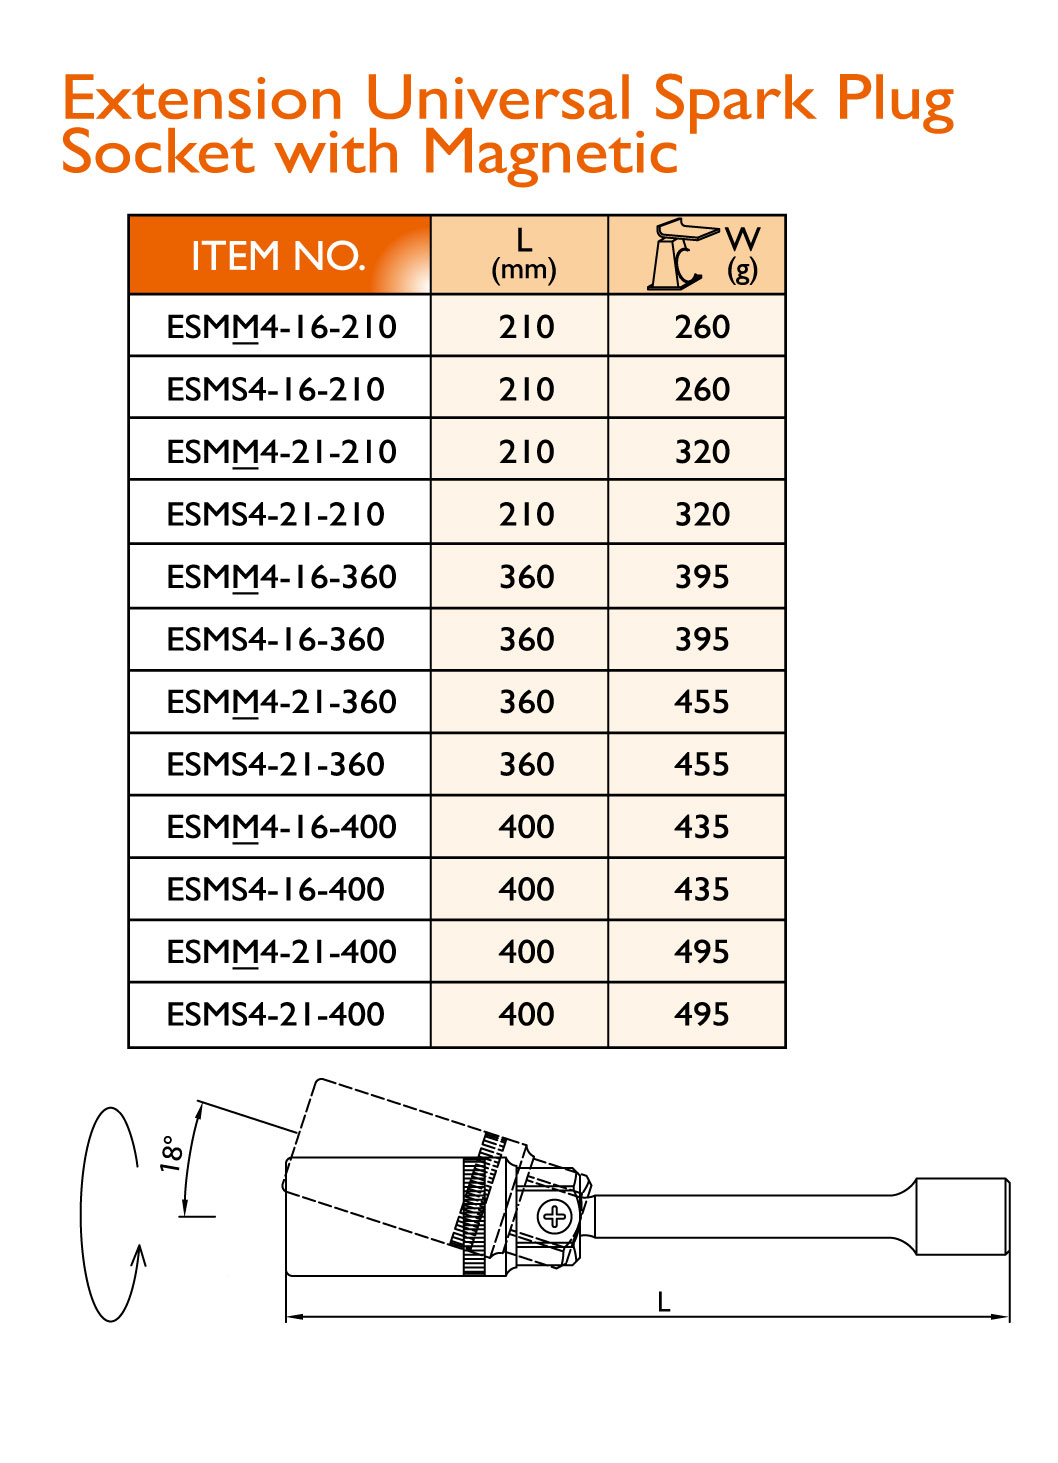 Extension Universal Spark Plug
Socket with Magnetic
ITEM NO. L (mm) W (g)
ESMM4-16-210 210 260
ESMS4-16-210 210 260
ESMM4-21-210 210 320
ESMS4-21-210 210 320
ESMM4-16-360 360 395
ESMS4-16-360 360 395
ESMM4-21-360 360 455
ESMS4-21-360 360 455
ESMM4-16-400 400 435
ESMS4-16-400 400 435
ESMM4-21-400 400 495
ESMS4-21-400 400 495
18°
L